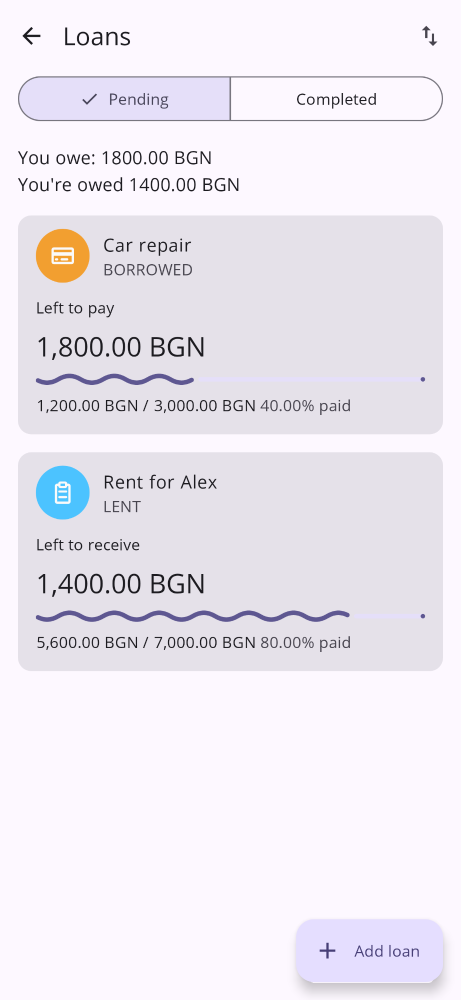 Loans
Pending
Completed
You owe: 1800.00 BGN
You're owed 1400.00 BGN
Car repair
BORROWED
Left to pay
1,800.00 BGN
1,200.00 BGN / 3,000.00 BGN 40.00% paid
Rent for Alex
LENT
Left to receive
1,400.00 BGN
5,600.00 BGN / 7,000.00 BGN 80.00% paid
Add loan